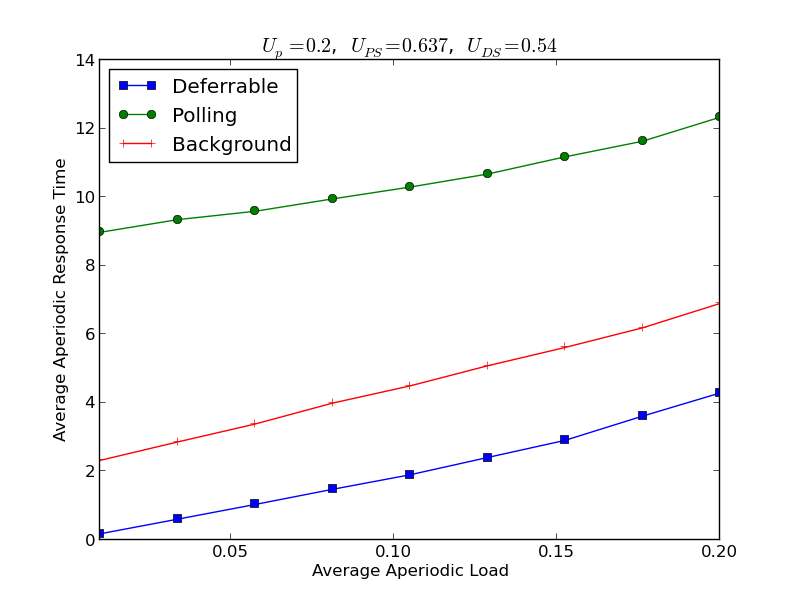 U_p = 0.2, U_PS = 0.637, U_DS = 0.54
Deferrable
Polling
Background
14
12
10
8
6
4
2
0
Average Aperiodic Response Time
0.05 0.10 0.15 0.20
Average Aperiodic Load